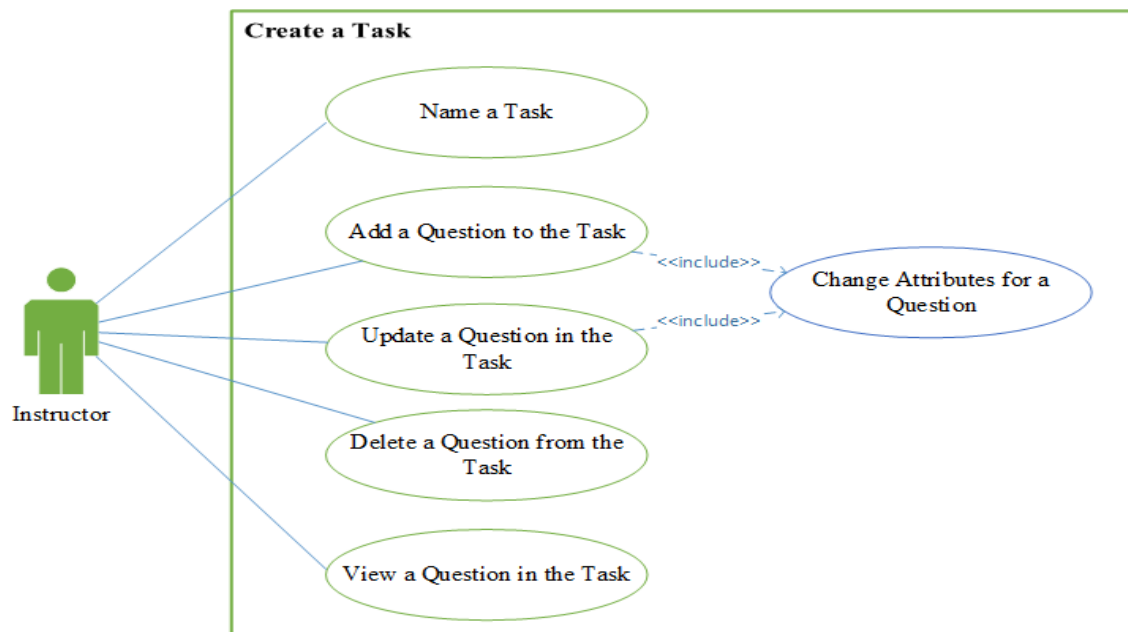 Create a Task
Name a Task
Add a Question to the Task
<<include>>
Change Attributes for a
Question
<<include>>
Update a Question in the
Task
Instructor
Delete a Question from the
Task
View a Question in the Task